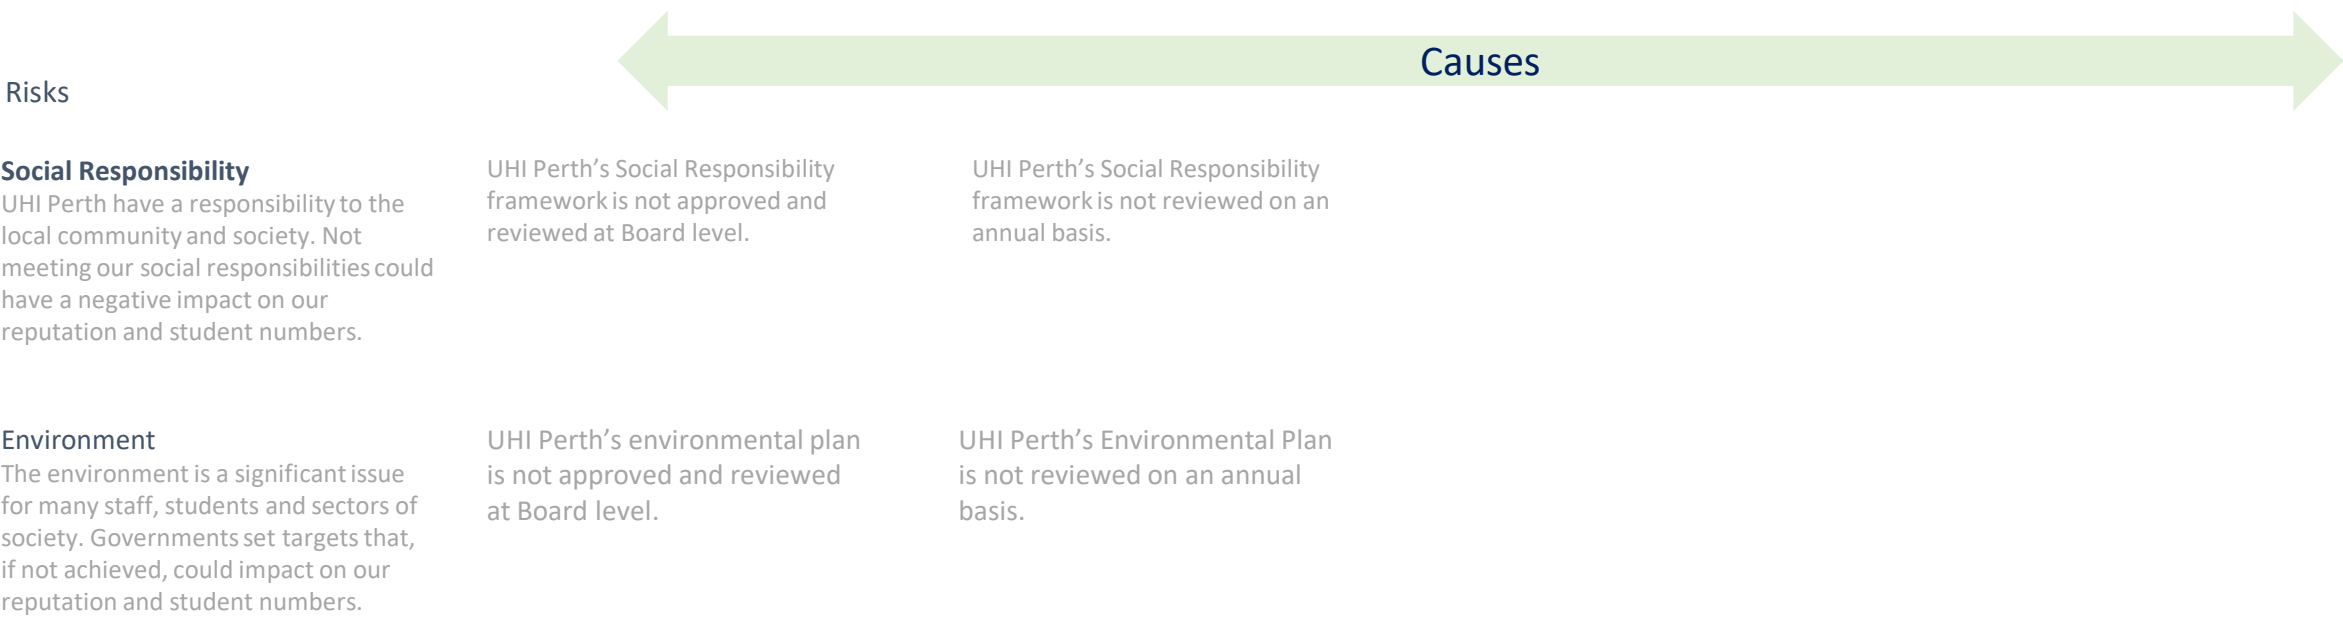 Causes
Risks
Social Responsibility
UHI Perth have a responsibility to the
local community and society. Not
meeting our social responsibilities could
have a negative impact on our
reputation and student numbers.
UHI Perth’s Social Responsibility
framework is not approved and
reviewed at Board level.
UHI Perth’s Social Responsibility
framework is not reviewed on an
annual basis.
Environment
The environment is a significant issue
for many staff, students and sectors of
society. Governments set targets that,
if not achieved, could impact on our
reputation and student numbers.
UHI Perth’s environmental plan
is not approved and reviewed
at Board level.
UHI Perth’s Environmental Plan
is not reviewed on an annual
basis.